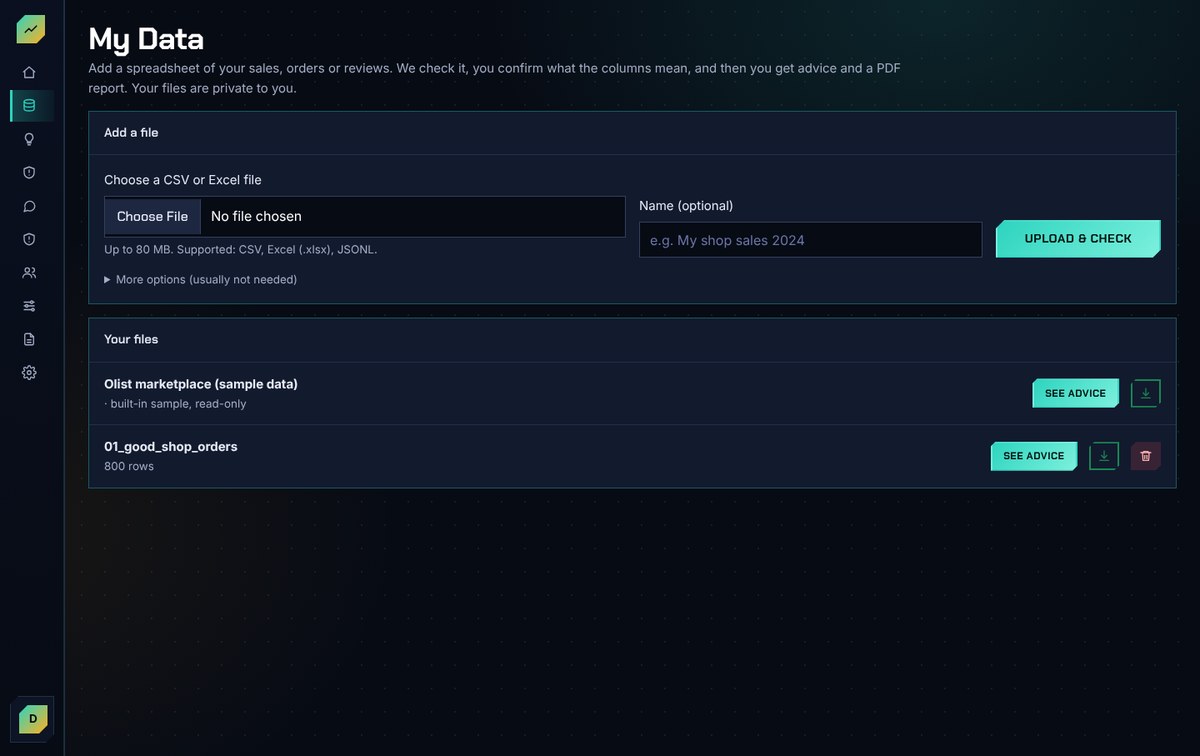 My Data
Add a spreadsheet of your sales, orders or reviews. We check it, you confirm what the columns mean, and then you get advice and a PDF
report. Your files are private to you.
Add a file
Choose a CSV or Excel file
Choose File No file chosen
Up to 80 MB. Supported: CSV, Excel (.xlsx), JSONL.
Name (optional)
e.g. My shop sales 2024
UPLOAD & CHECK
▶ More options (usually not needed)
Your files
Olist marketplace (sample data)
· built-in sample, read-only
SEE ADVICE
01_good_shop_orders
800 rows
SEE ADVICE
D